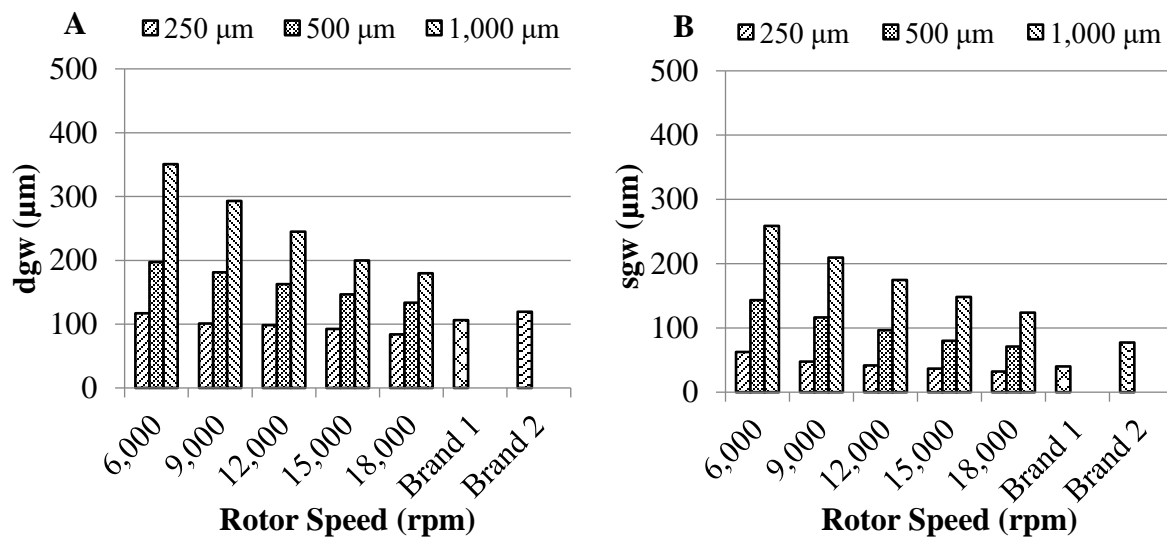 A
250 μm 500 μm 1,000 μm
500
400
300
200
100
0
dgw (μm)
6,000 9,000 12,000 15,000 18,000 Brand 1 Brand 2
Rotor Speed (rpm)
B
250 μm 500 μm 1,000 μm
500
400
300
200
100
0
sgw (μm)
6,000 9,000 12,000 15,000 18,000 Brand 1 Brand 2
Rotor Speed (rpm)